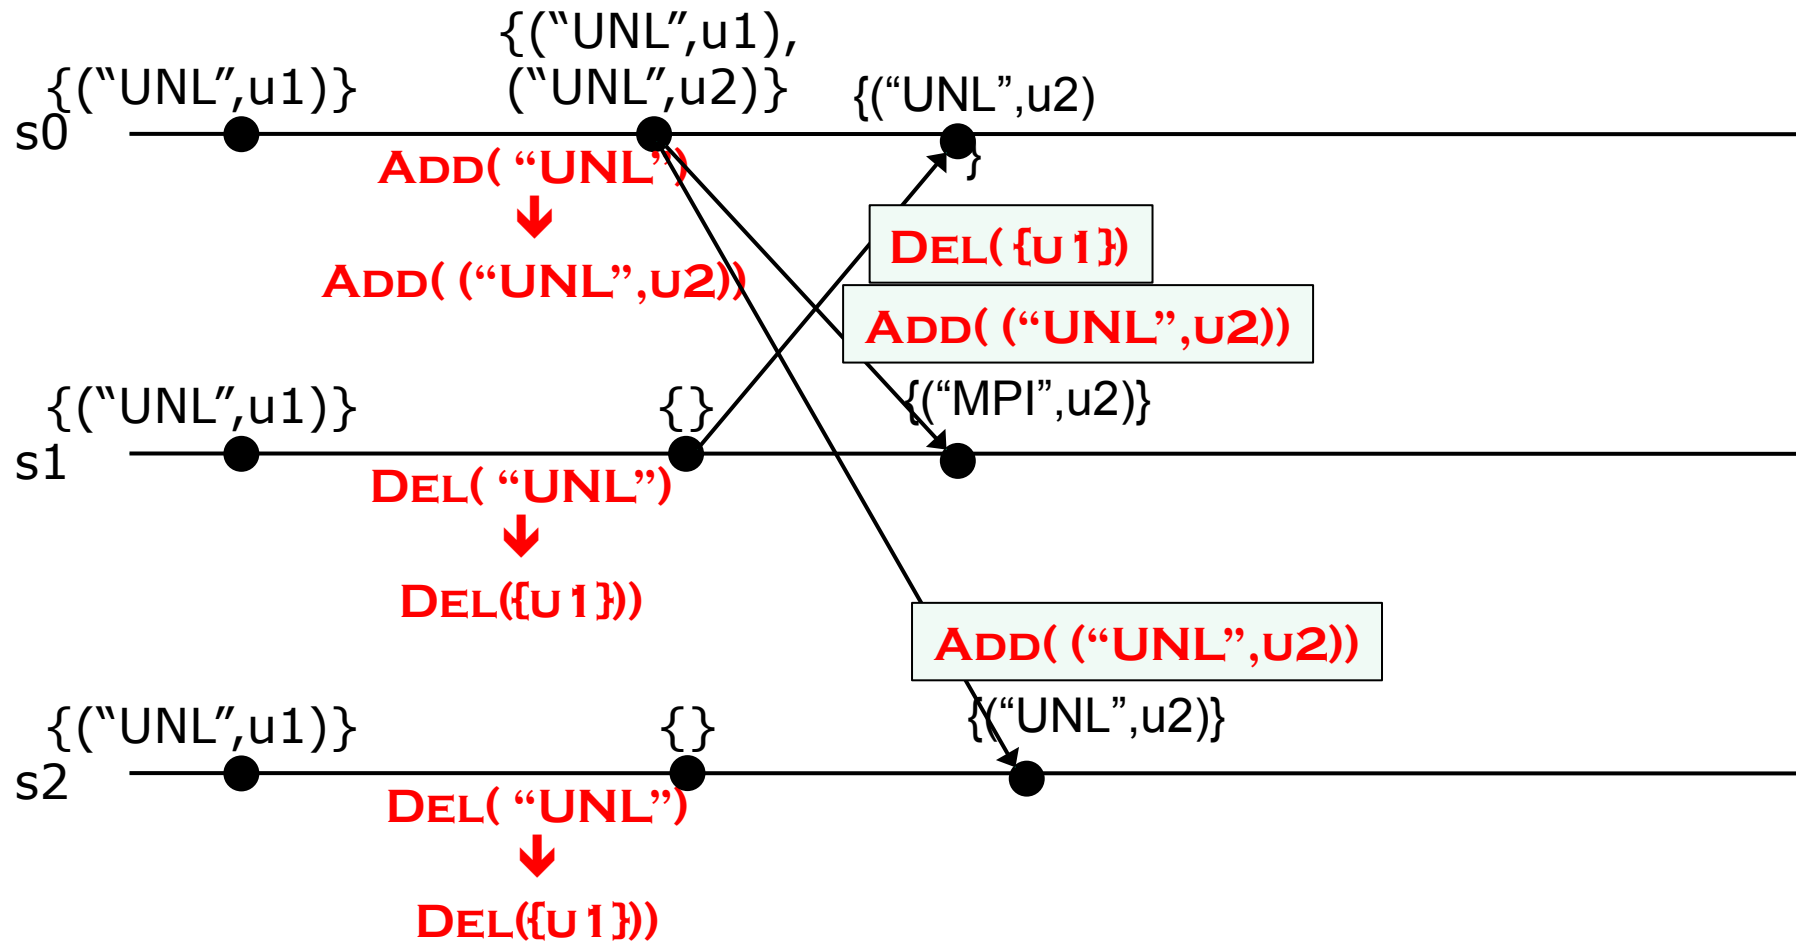 {(“UNL”,u1),
{(“UNL”,u1)}
(“UNL”,u2)}
{(“UNL”,u2)
}
s0
ADD( “UNL”)
ADD( (“UNL”,U2))
DEL( {U1})
ADD( (“UNL”,U2))
{(“UNL”,u1)}
{}
{(“MPI”,u2)}
s1
DEL( “UNL”)
DEL({U1}))
ADD( (“UNL”,U2))
{(“UNL”,u1)}
{}
{(“UNL”,u2)}
s2
DEL( “UNL”)
DEL({U1}))